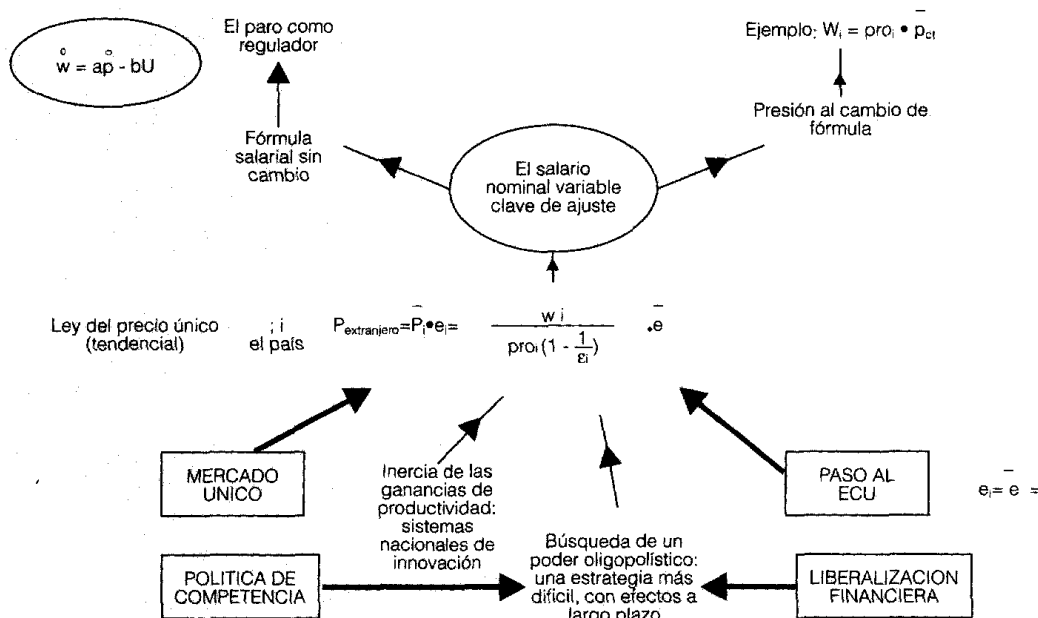 ẘ = ap̊ - bU
El paro como
regulador
Ejemplo: Wi = proi • p̅ct
Presión al cambio de
fórmula
Fórmula
salarial sin
cambio
El salario
nominal variable
clave de ajuste
Ley del precio único
(tendencial)
; i
el país
Pextranjero=P̅i•ei=
w i
proi(1 - 1/εi)
.e̅
MERCADO
UNICO
Inercia de las
ganancias de
productividad:
sistemas
nacionales de
innovación
PASO AL
ECU
ei= e̅ =
POLITICA DE
COMPETENCIA
Búsqueda de un
poder oligopolístico:
una estrategia más
difícil, con efectos a
largo plazo
LIBERALIZACION
FINANCIERA